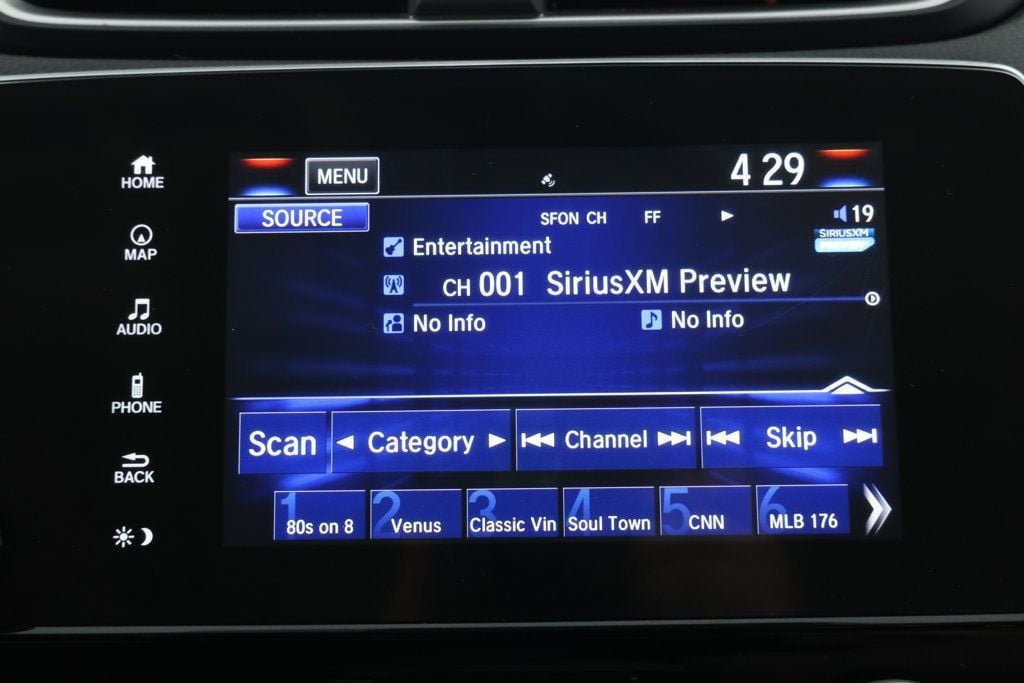 HOME
MAP
AUDIO
PHONE
BACK
MENU
4 29
SOURCE
SFON CH FF
19
SIRIUSXM
PREVIEW
Entertainment
CH 001 SiriusXM Preview
No Info No Info
Scan Category Channel Skip
1 80s on 8
2 Venus
3 Classic Vin
4 Soul Town
5 CNN
6 MLB 176